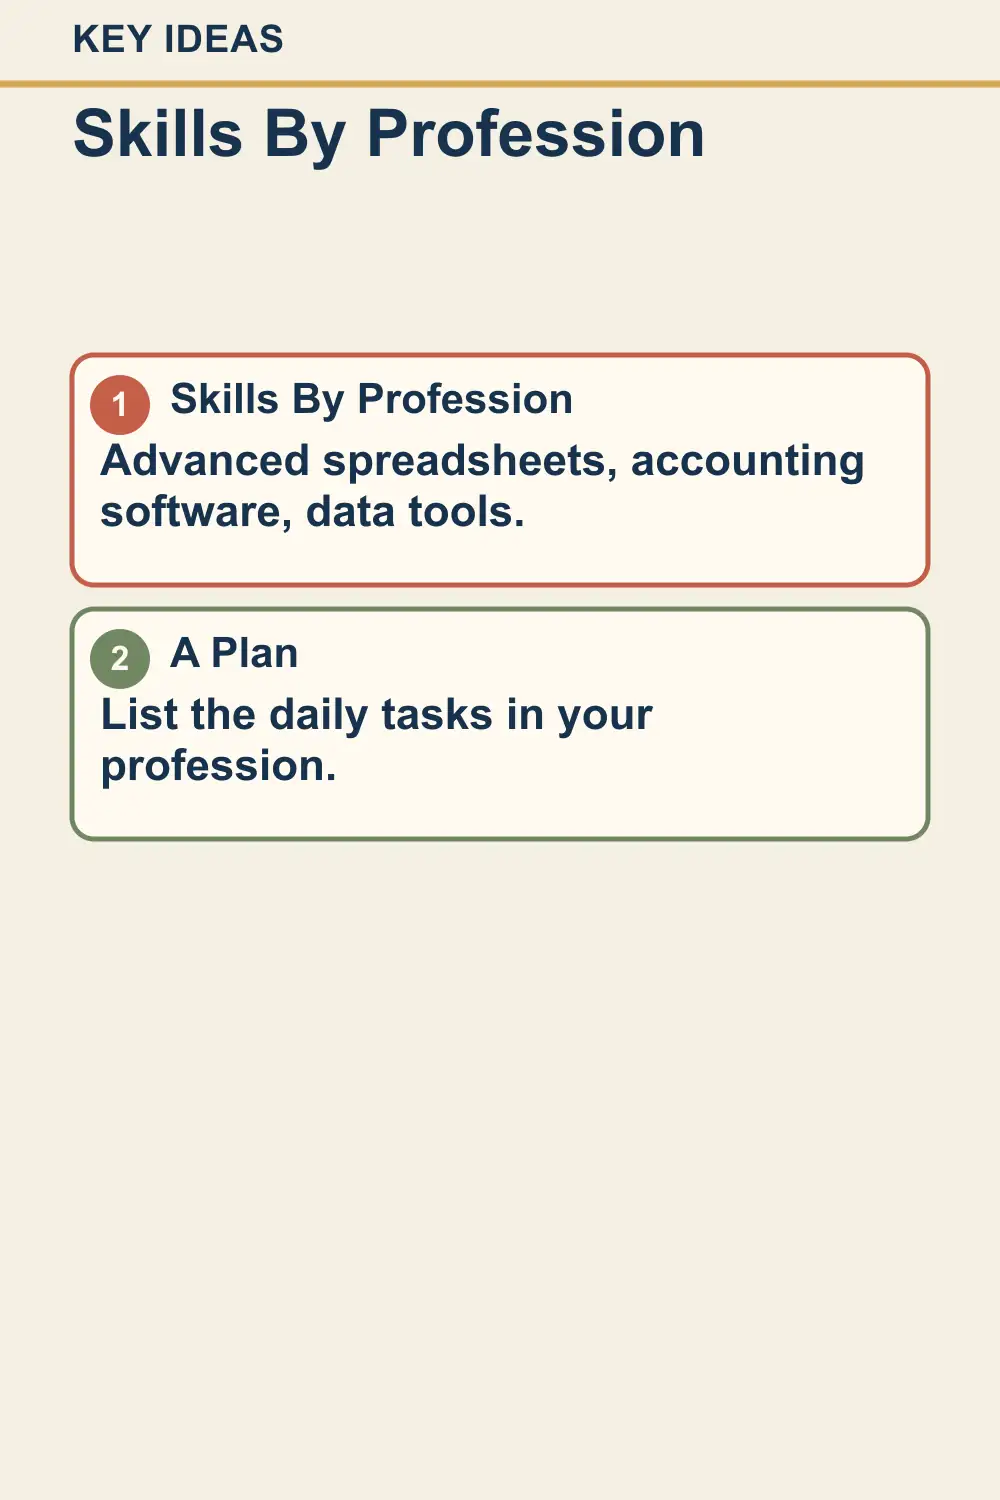 KEY IDEAS
Skills By Profession
1 Skills By Profession
Advanced spreadsheets, accounting
software, data tools.
2 A Plan
List the daily tasks in your
profession.